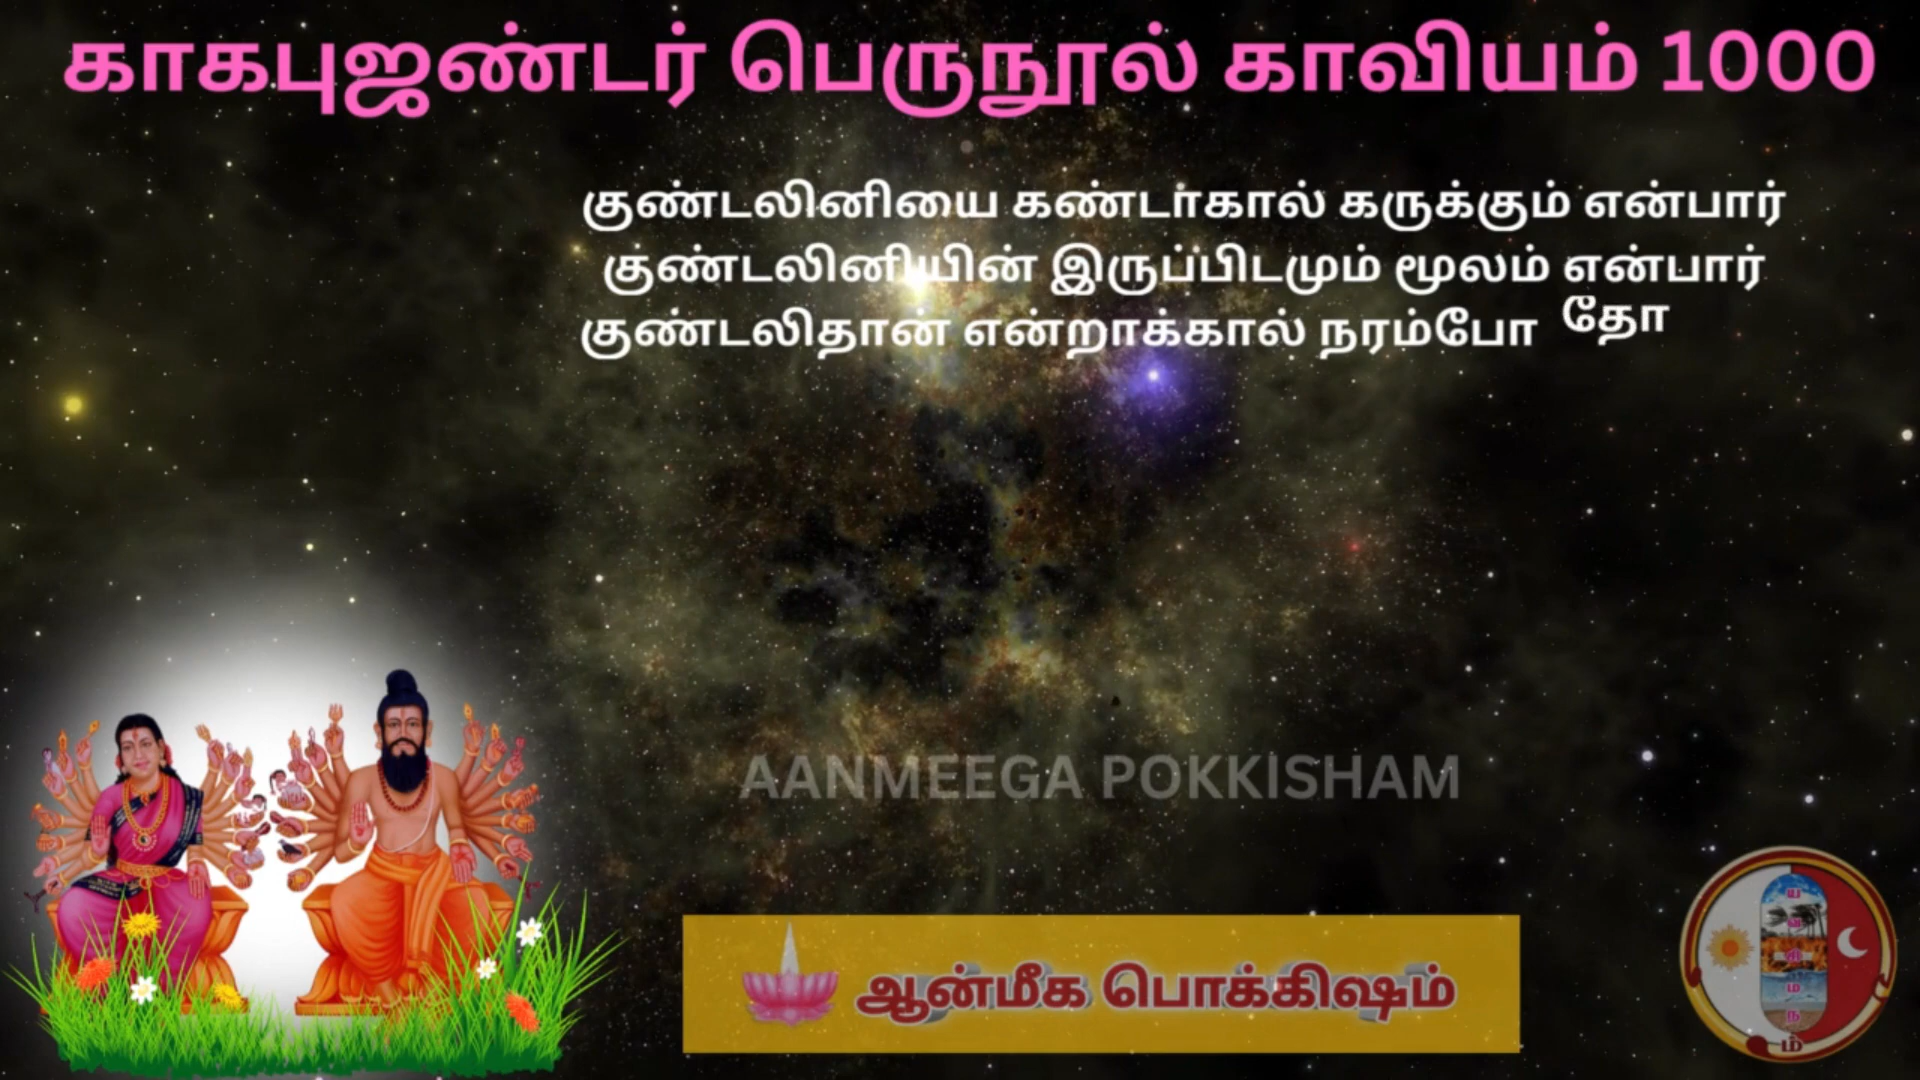 காகபுஜண்டர் பெருநூல் காவியம் 1000
குண்டலினியை கண்டாகால் கருக்கும் என்பார்
குண்டலினியின் இருப்பிடமும் மூலம் என்பார்
குண்டலிதான் என்றாக்கால் நரம்போ தோ
AANMEEGA POKKISHAM
ஆன்மீக பொக்கிஷம்
ய
வ
சி
ம
ந
ம்